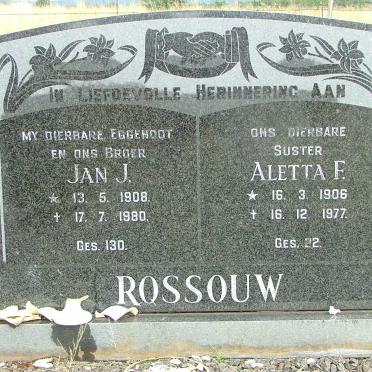 IN LIEFDEVOLLE HERINNERING AAN
MY DIERBARE EGGENOOT
EN ONS BROER
JAN J.
* 13. 5. 1908.
+ 17. 7. 1980.
GES. 130.
ONS DIERBARE
SUSTER
ALETTA F.
* 16. 3. 1906
+ 16. 12. 1977.
GES. 22.
ROSSOUW